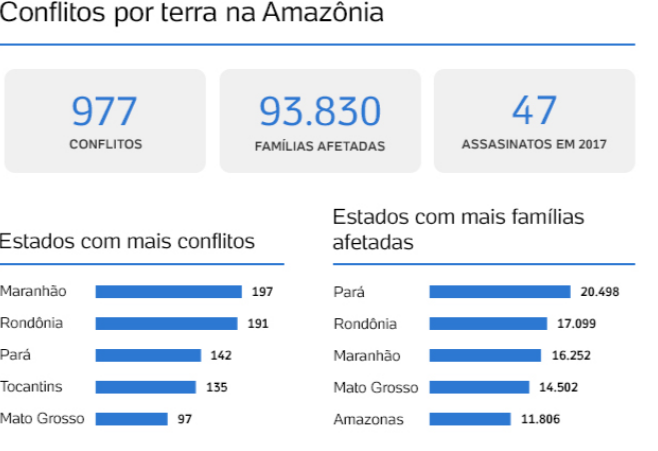 Conflitos por terra na Amazônia
977
CONFLITOS
93.830
FAMÍLIAS AFETADAS
47
ASSASINATOS EM 2017
Estados com mais conflitos
Maranhão 197
Rondônia 191
Pará 142
Tocantins 135
Mato Grosso 97
Estados com mais famílias
afetadas
Pará 20.498
Rondônia 17.099
Maranhão 16.252
Mato Grosso 14.502
Amazonas 11.806